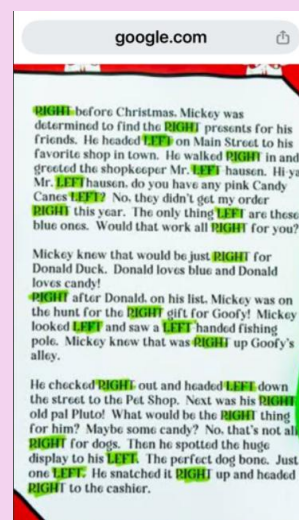 google.com
RIGHT before Christmas, Mickey was
determined to find the RIGHT presents for his
friends. He headed LEFT on Main Street to his
favorite shop in town. He walked RIGHT in and
greeted the shopkeeper Mr. LEFT hausen. Hi ya
Mr. LEFThausen, do you have any pink Candy
Canes LEFT? No, they didn't get my order
RIGHT this year. The only thing LEFT are these
blue ones. Would that work all RIGHT for you?
Mickey knew that would be just RIGHT for
Donald Duck. Donald loves blue and Donald
loves candy!
RIGHT after Donald, on his list, Mickey was on
the hunt for the RIGHT gift for Goofy! Mickey
looked LEFT and saw a LEFT handed fishing
pole. Mickey knew that was RIGHT up Goofy's
alley.
He checked RIGHT out and headed LEFT down
the street to the Pet Shop. Next was his RIGHT
old pal Pluto! What would be the RIGHT thing
for him? Maybe some candy? No, that's not all
RIGHT for dogs. Then he spotted the huge
display to his LEFT. The perfect dog bone. Just
one LEFT. He snatched it RIGHT up and headed
RIGHT to the cashier.